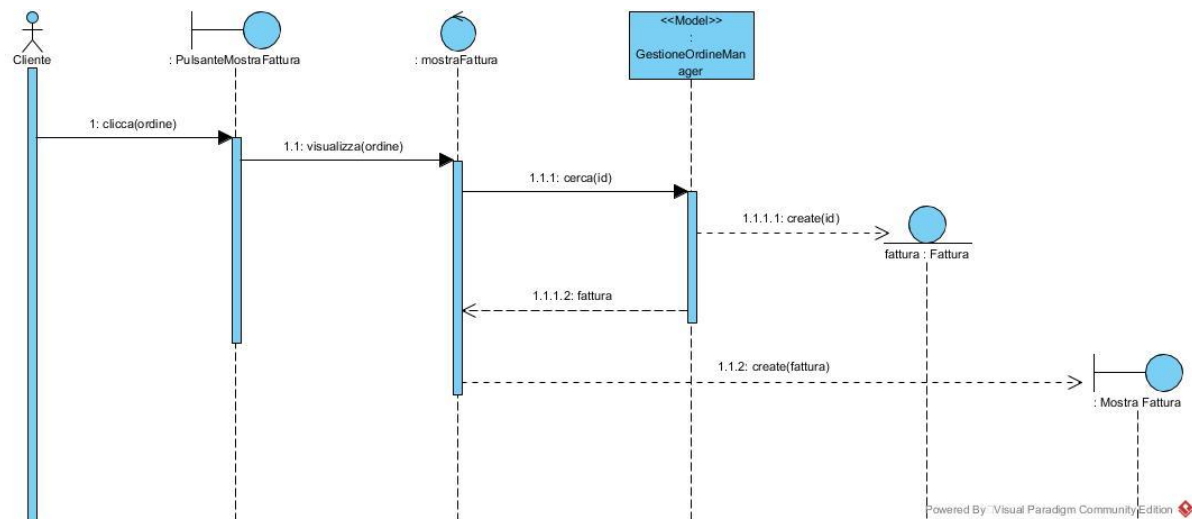 <<Model>>
:
GestioneOrdineMan
ager
Cliente
: PulsanteMostraFattura
: mostraFattura
1: clicca(ordine)
1.1: visualizza(ordine)
1.1.1: cerca(id)
1.1.1.1: create(id)
fattura : Fattura
1.1.1.2: fattura
1.1.2: create(fattura)
: Mostra Fattura
Powered By Visual Paradigm Community Edition